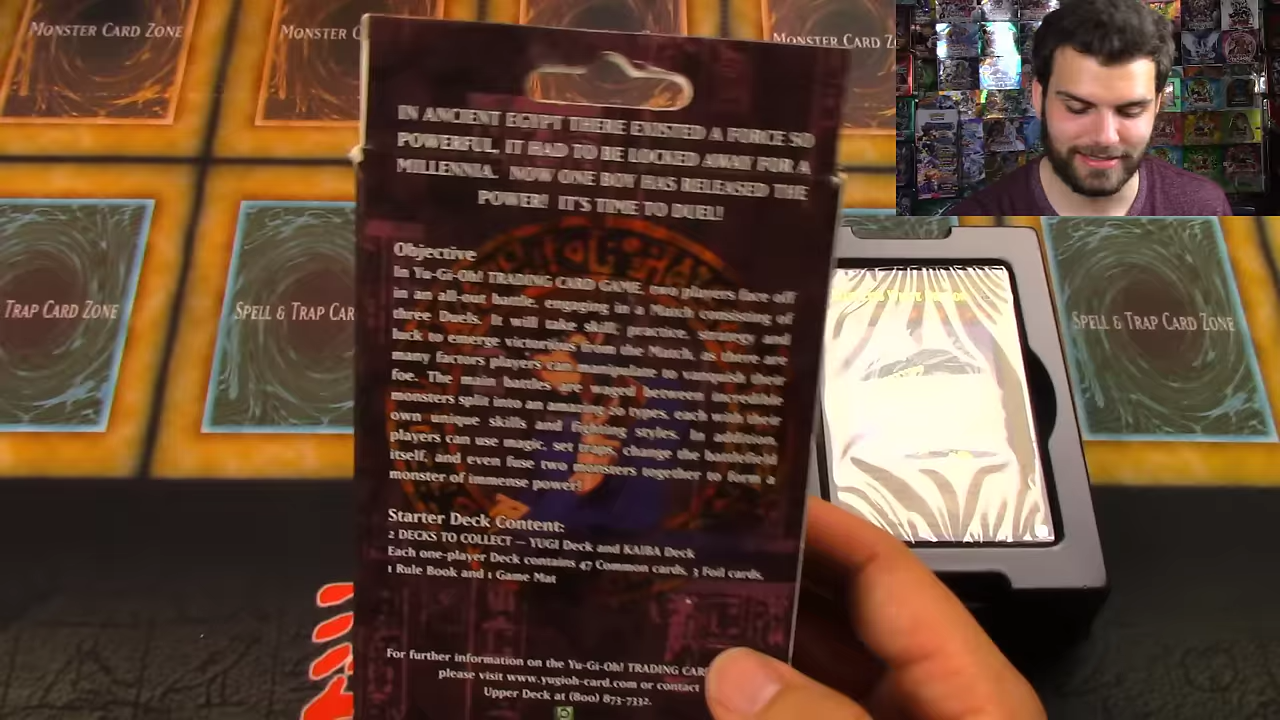 MONSTER CARD ZONE
MONSTER C
MONSTER CARD Z
IN ANCIENT EGYPT THERE EXISTED A FORCE SO
POWERFUL, IT HAD TO BE LOCKED AWAY FOR A
MILLENNIA. NOW ONE BOY HAS RELEASED THE
POWER! IT'S TIME TO DUEL!
Objective
In Yu-Gi-Oh! TRADING CARD GAME, two players face off
in an all-out battle, engaging in a Match consisting of
three Duels. It will take skill, practice, strategy and
luck to emerge victorious from the Match, as there are
many factors players can manipulate to vanquish their
foe. The main battles are waged between incredible
monsters split into an amazing 20 types, each with their
own unique skills and fighting styles. In addition,
players can use magic, set traps, change the battlefield
itself, and even fuse two monsters together to form a
monster of immense power!
Starter Deck Content:
2 DECKS TO COLLECT — YUGI Deck and KAIBA Deck
Each one-player Deck contains 47 Common cards, 3 Foil cards,
1 Rule Book and 1 Game Mat
For further information on the Yu-Gi-Oh! TRADING CAR
please visit www.yugioh-card.com or contact
Upper Deck at (800) 873-7332.
TRAP CARD ZONE
SPELL & TRAP CAR
SPELL & TRAP CARD ZONE